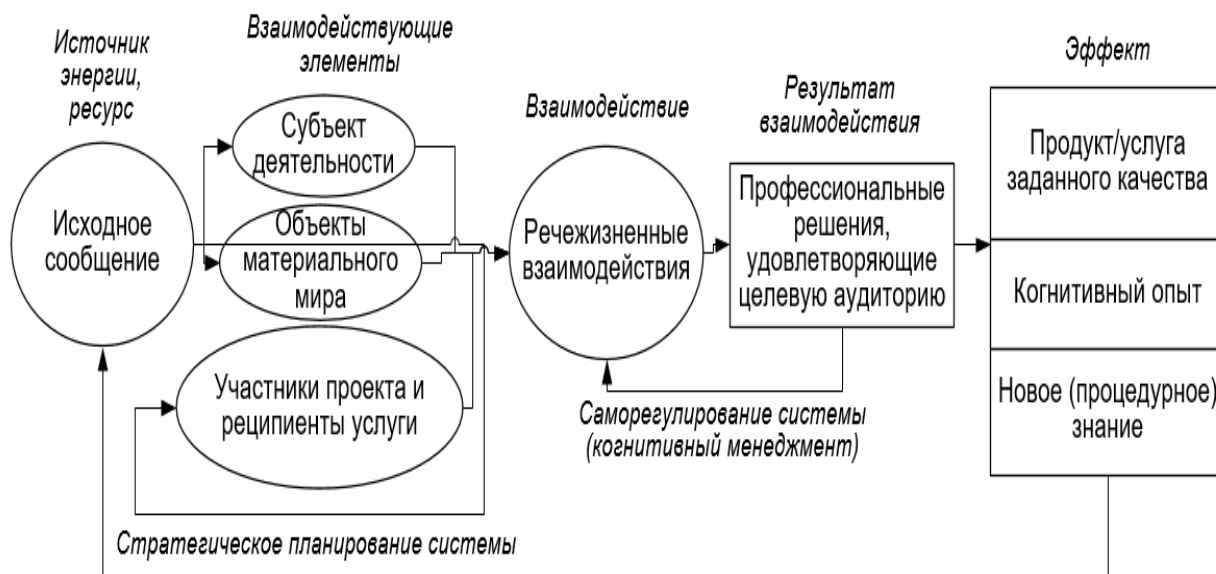 Источник
энергии,
ресурс
Исходное
сообщение
Взаимодействующие
элементы
Субъект
деятельности
Объекты
материального
мира
Участники проекта и
реципиенты услуги
Стратегическое планирование системы
Взаимодействие
Речежизненные
взаимодействия
Результат
взаимодействия
Профессиональные
решения,
удовлетворяющие
целевую аудиторию
Саморегулирование системы
(когнитивный менеджмент)
Эффект
Продукт/услуга
заданного качества
Когнитивный опыт
Новое (процедурное)
знание